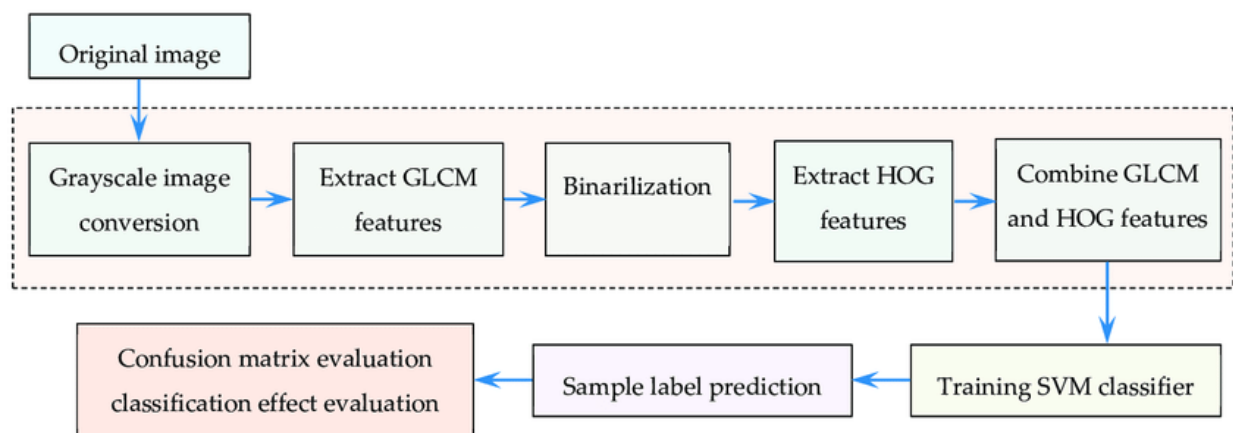 Original image
Grayscale image
conversion
Extract GLCM
features
Binarilization
Extract HOG
features
Combine GLCM
and HOG features
Training SVM classifier
Sample label prediction
Confusion matrix evaluation
classification effect evaluation